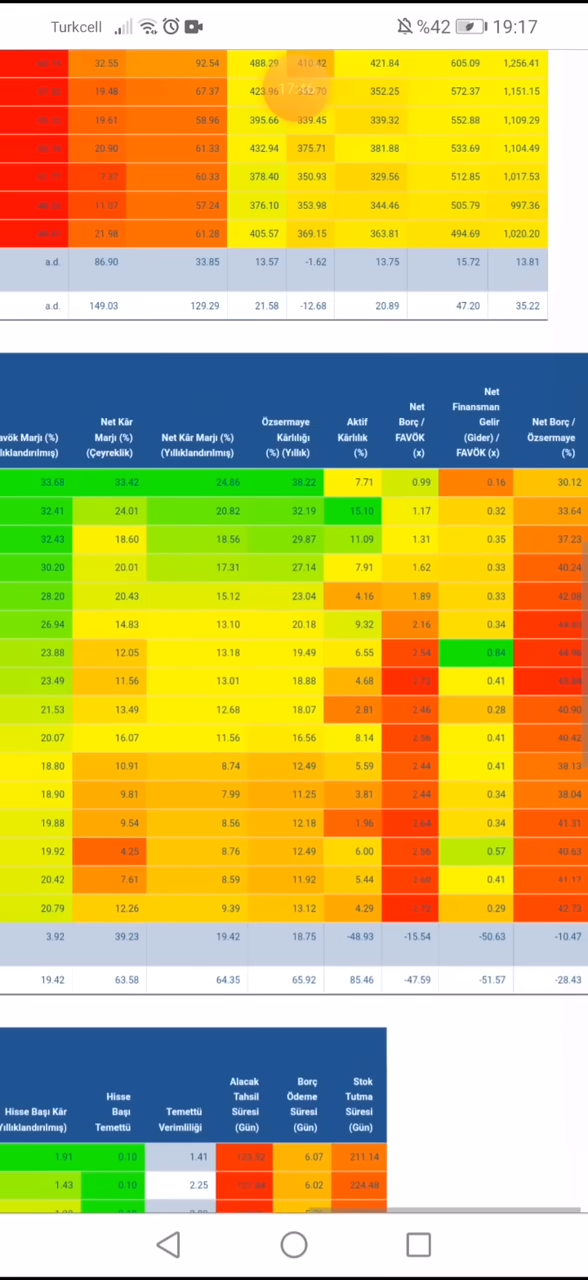 Turkcell %42 19:17
32.55 92.54 488.29 410.42 421.84 605.09 1,256.41
19.48 67.37 423.96 352.25 572.37 1,151.15
19.61 58.96 395.66 339.45 339.32 552.88 1,109.29
20.90 61.33 432.94 375.71 381.88 533.69 1,104.49
7.37 60.33 378.40 350.93 329.56 512.85 1,017.53
11.07 57.24 376.10 353.98 344.46 505.79 997.36
21.98 61.28 405.57 369.15 363.81 494.69 1,020.20
a.d. 86.90 33.85 13.57 -1.62 13.75 15.72 13.81
a.d. 149.03 129.29 21.58 -12.68 20.89 47.20 35.22
avök Marjı (%)
lıklandırılmış)
Net Kâr
Marjı (%)
(Çeyreklik)
Net Kâr Marjı (%)
(Yıllıklandırılmış)
Özsermaye
Kârlılığı
(%) (Yıllık)
Aktif
Kârlılık
(%)
Net
Borç /
FAVÖK
(x)
Net
Finansman
Gelir
(Gider) /
FAVÖK (x)
Net Borç /
Özsermaye
(%)
33.68 33.42 24.86 38.22 7.71 0.99 0.16 30.12
32.41 24.01 20.82 32.19 15.10 1.17 0.32 33.64
32.43 18.60 18.56 29.87 11.09 1.31 0.35 37.23
30.20 20.01 17.31 27.14 7.91 1.62 0.33 40.24
28.20 20.43 15.12 23.04 4.16 1.89 0.33 42.08
26.94 14.83 13.10 20.18 9.32 2.16 0.34
23.88 12.05 13.18 19.49 6.55 2.54 0.84
23.49 11.56 13.01 18.88 4.68 0.41
21.53 13.49 12.68 18.07 2.81 2.46 0.28 40.90
20.07 16.07 11.56 16.56 8.14 2.56 0.41 40.42
18.80 10.91 8.74 12.49 5.59 2.44 0.41 38.13
18.90 9.81 7.99 11.25 3.81 2.44 0.34 38.04
19.88 9.54 8.56 12.18 1.96 2.64 0.34 41.31
19.92 4.25 8.76 12.49 6.00 2.56 0.57 40.63
20.42 7.61 8.59 11.92 5.44 0.41 41.17
20.79 12.26 9.39 13.12 4.29 0.29 42.73
3.92 39.23 19.42 18.75 -48.93 -15.54 -50.63 -10.47
19.42 63.58 64.35 65.92 85.46 -47.59 -51.57 -28.43
Hisse Başı Kâr
Yıllıklandırılmış)
Hisse
Başı
Temettü
Temettü
Verimliliği
Alacak
Tahsil
Süresi
(Gün)
Borç
Ödeme
Süresi
(Gün)
Stok
Tutma
Süresi
(Gün)
1.91 0.10 1.41 6.07 211.14
1.43 0.10 2.25 6.02 224.48